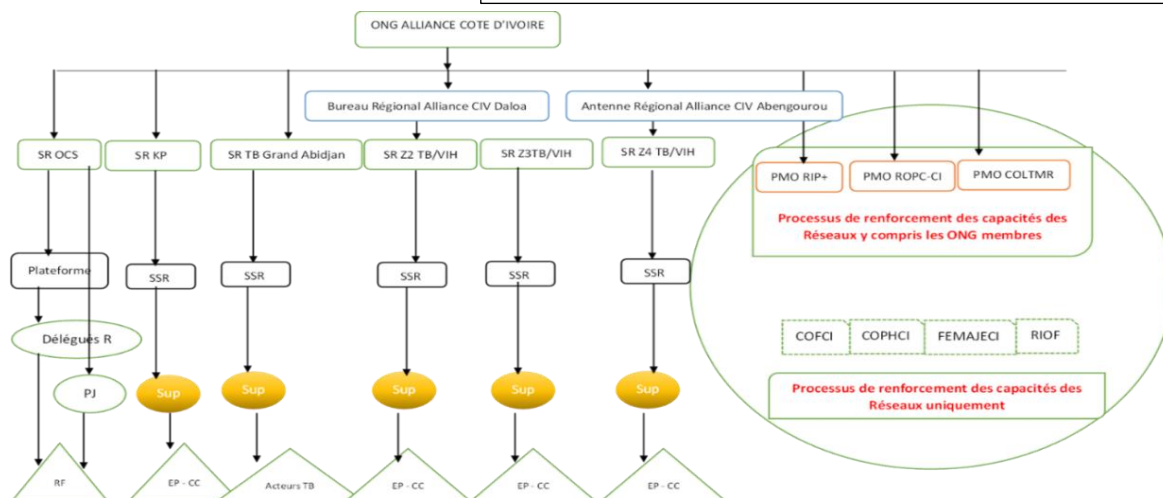 ONG ALLIANCE COTE D'IVOIRE
Bureau Régional Alliance CIV Daloa
Antenne Régional Alliance CIV Abengourou
SR OCS
SR KP
SR TB Grand Abidjan
SR Z2 TB/VIH
SR Z3TB/VIH
SR Z4 TB/VIH
PMO RIP+
PMO ROPC-CI
PMO COLTMR
Processus de renforcement des capacités des
Réseaux y compris les ONG membres
Plateforme
SSR
SSR
SSR
SSR
SSR
Délégués R
COFCI
COPHCI
FEMAJECI
RIOF
PJ
Sup
Sup
Sup
Sup
Sup
Processus de renforcement des capacités des
Réseaux uniquement
RF
EP - CC
Acteurs TB
EP - CC
EP - CC
EP - CC